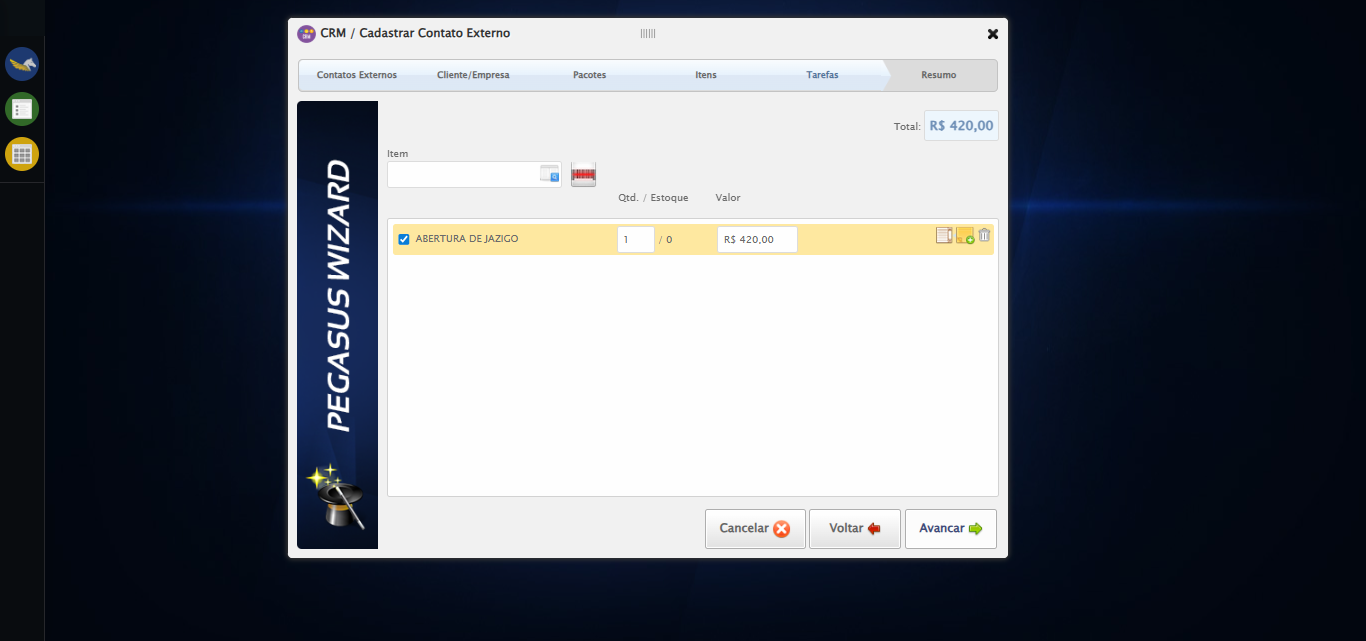 CRM / Cadastrar Contato Externo
Contatos Externos
Cliente/Empresa
Pacotes
Itens
Tarefas
Resumo
PEGASUS WIZARD
Total: R$ 420,00
Item
Qtd. / Estoque
Valor
ABERTURA DE JAZIGO
1 / 0
R$ 420,00
Cancelar
Voltar
Avancar